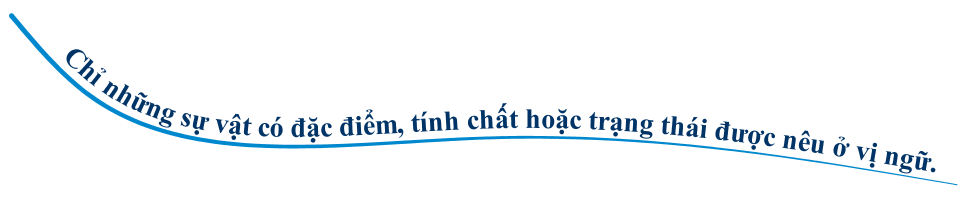 Chỉ những sự vật có đặc điểm, tính chất hoặc trạng thái được nêu ở vị ngữ.